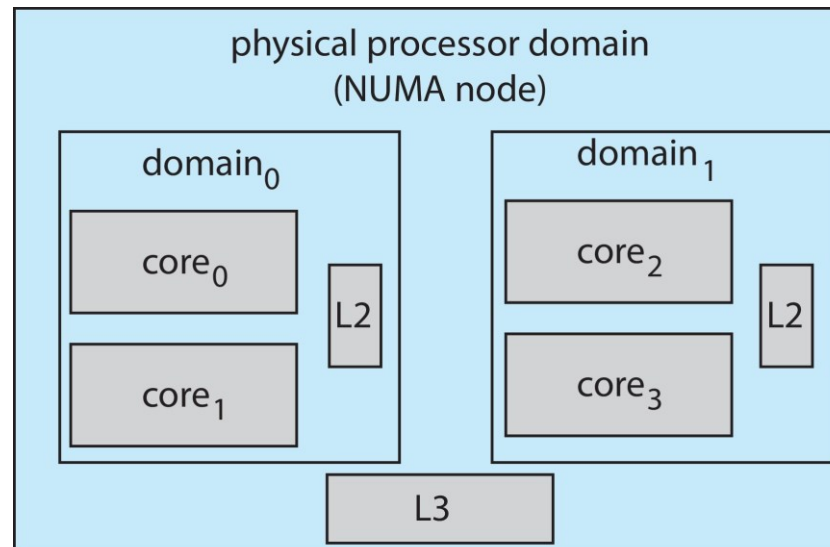 physical processor domain
(NUMA node)
domain₀
core₀
L2
core₁
domain₁
core₂
L2
core₃
L3